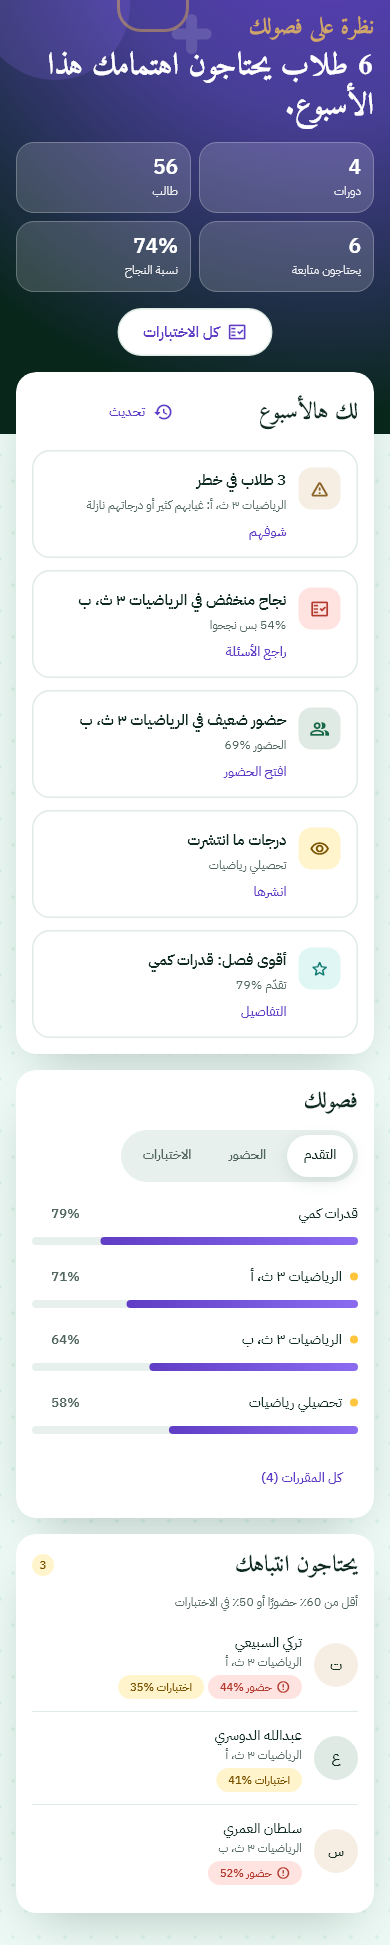 نظرة على فصولك
6 طلاب يحتاجون اهتمامك هذا
الأسبوع.
4
دورات
56
طالب
6
يحتاجون متابعة
74%
نسبة النجاح
كل الاختبارات
لك هالأسبوع
تحديث
3 طلاب في خطر
الرياضيات ٣ ث، أ: غيابهم كثير أو درجاتهم نازلة
شوفهم
نجاح منخفض في الرياضيات ٣ ث، ب
54% بس نجحوا
راجع الأسئلة
حضور ضعيف في الرياضيات ٣ ث، ب
الحضور 69%
افتح الحضور
درجات ما انتشرت
تحصيلي رياضيات
انشرها
أقوى فصل: قدرات كمي
تقدّم 79%
التفاصيل
فصولك
التقدم
الحضور
الاختبارات
قدرات كمي
79%
الرياضيات ٣ ث، أ
71%
الرياضيات ٣ ث، ب
64%
تحصيلي رياضيات
58%
كل المقررات (4)
يحتاجون انتباهك
3
أقل من 60٪ حضورًا أو 50٪ في الاختبارات
ت
تركي السبيعي
الرياضيات ٣ ث، أ
حضور 44%
اختبارات 35%
ع
عبدالله الدوسري
الرياضيات ٣ ث، أ
اختبارات 41%
س
سلطان العمري
الرياضيات ٣ ث، ب
حضور 52%